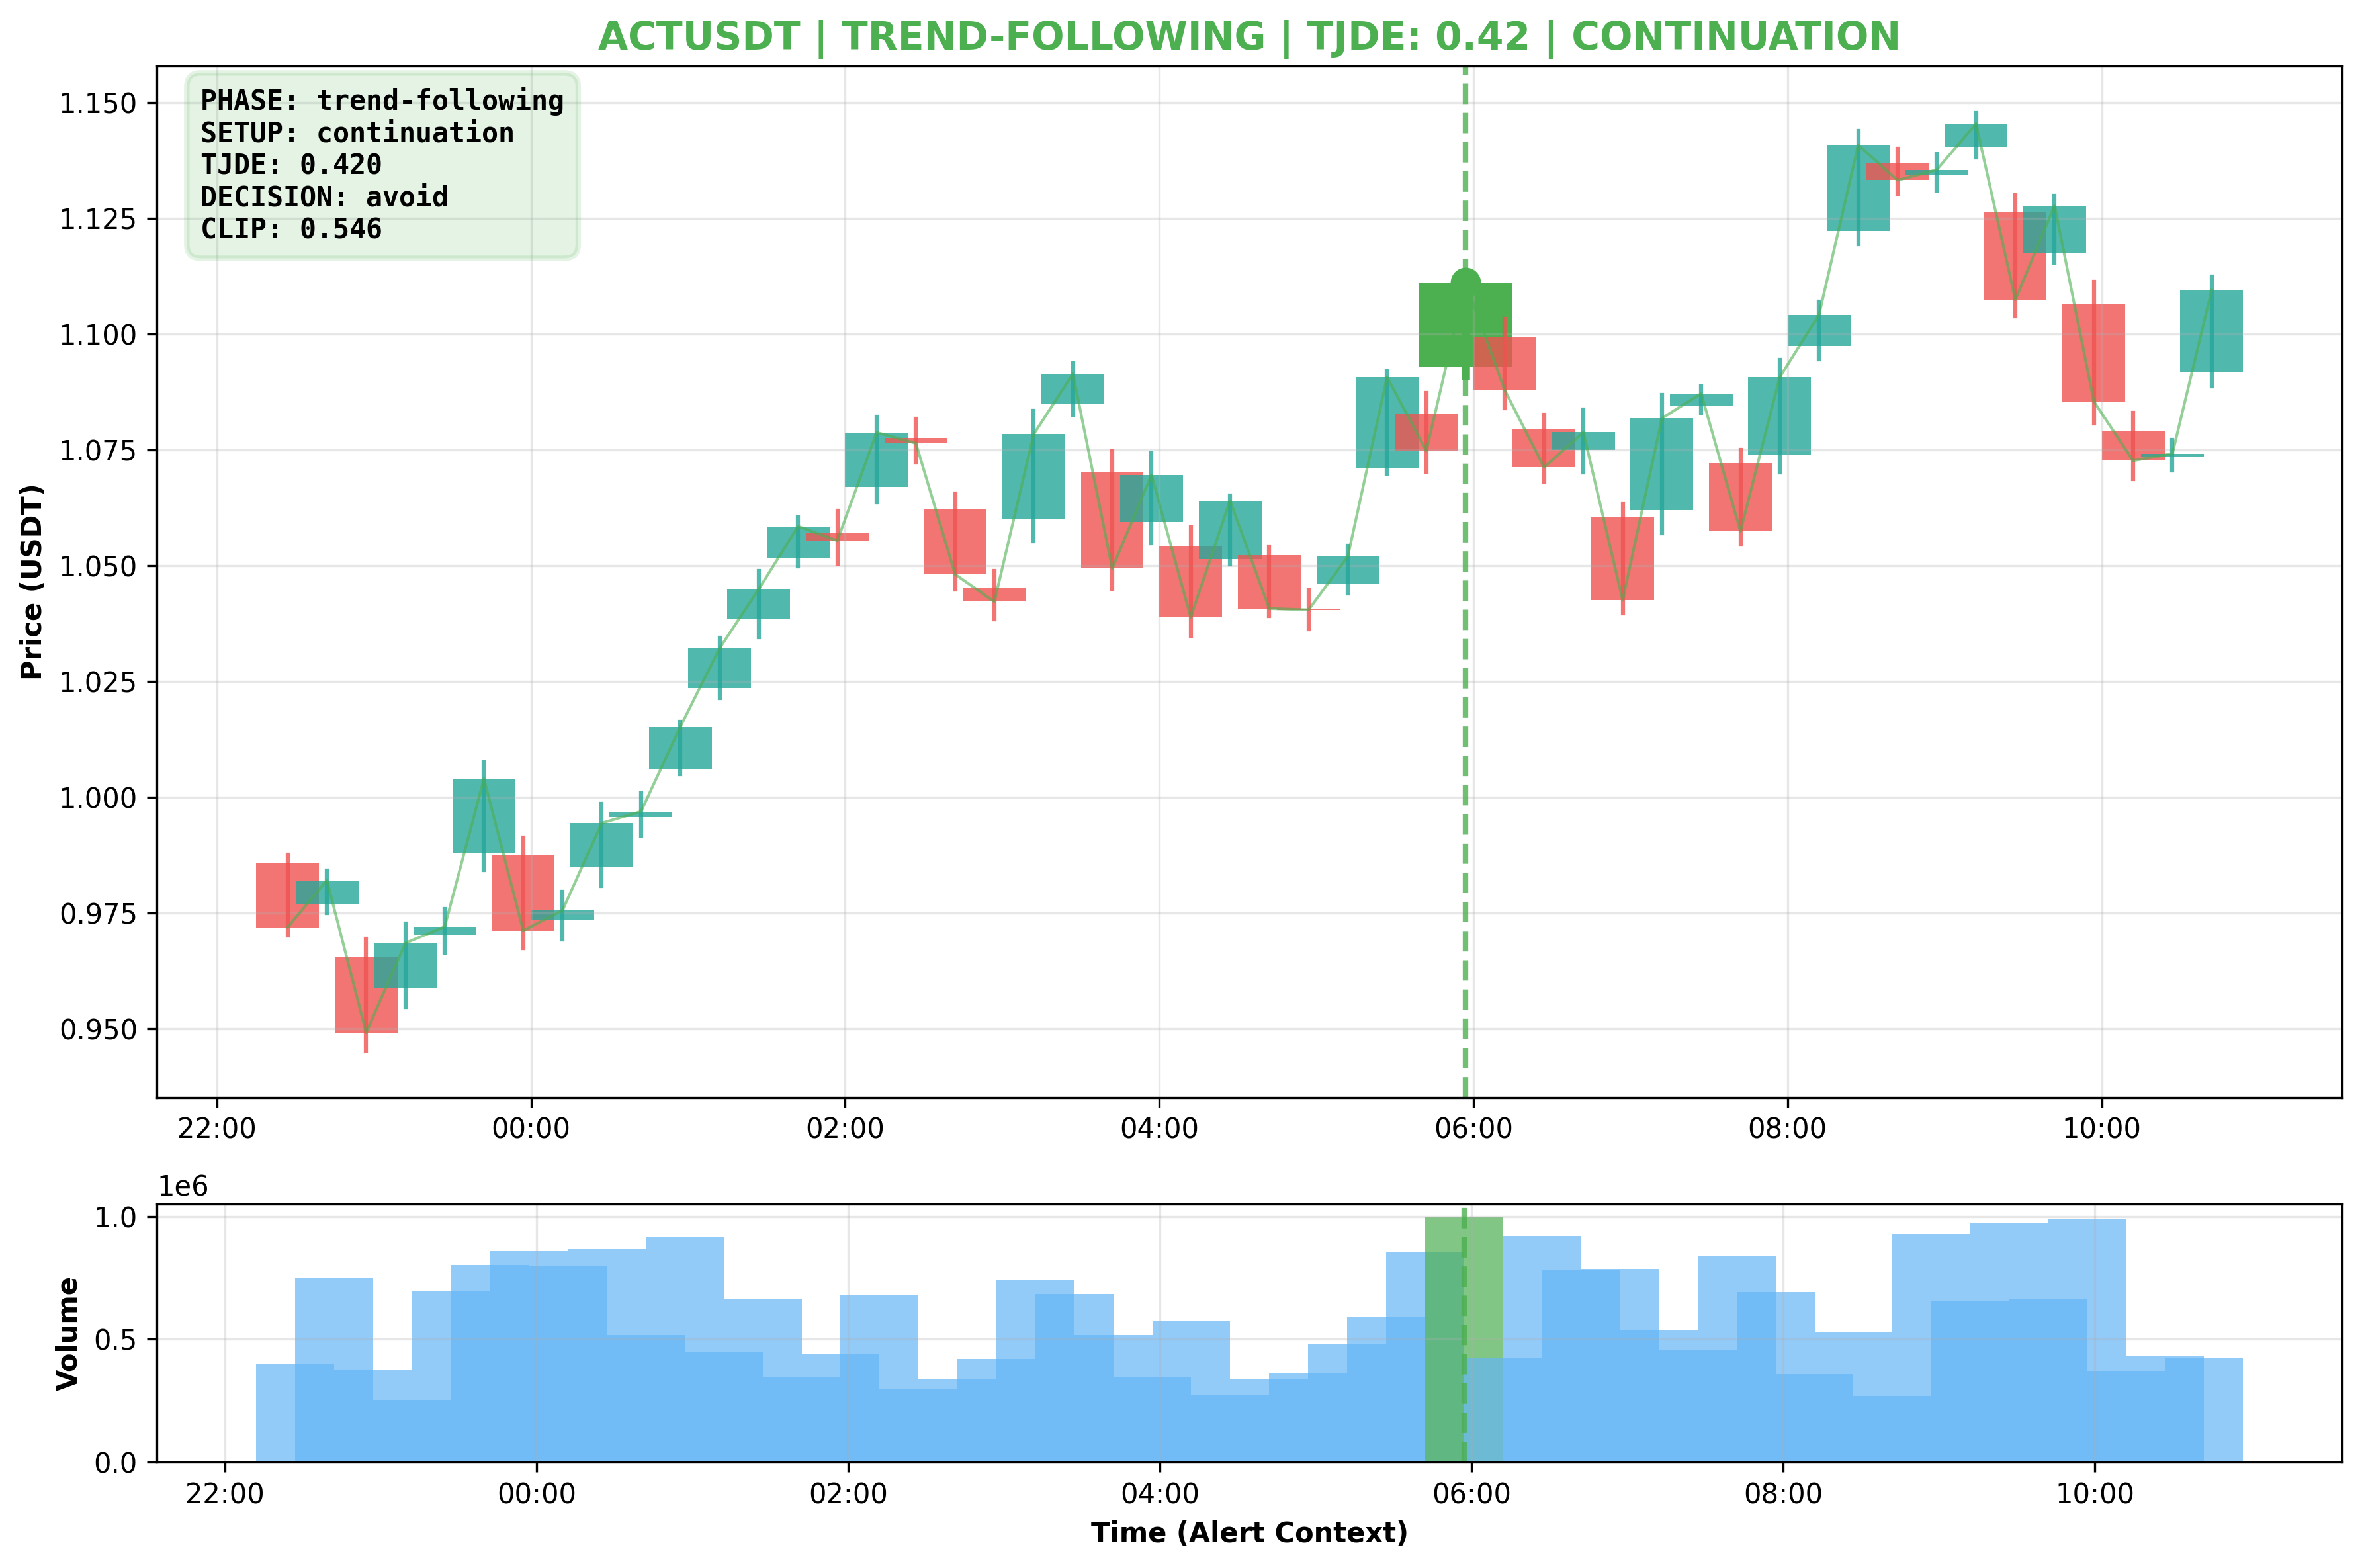 ACTUSDT | TREND-FOLLOWING | TJDE: 0.42 | CONTINUATION
PHASE: trend-following
SETUP: continuation
TJDE: 0.420
DECISION: avoid
CLIP: 0.546
Price (USDT)
1.150
1.125
1.100
1.075
1.050
1.025
1.000
0.975
0.950
22:00 00:00 02:00 04:00 06:00 08:00 10:00
1e6
Volume
1.0
0.5
0.0
22:00 00:00 02:00 04:00 06:00 08:00 10:00
Time (Alert Context)